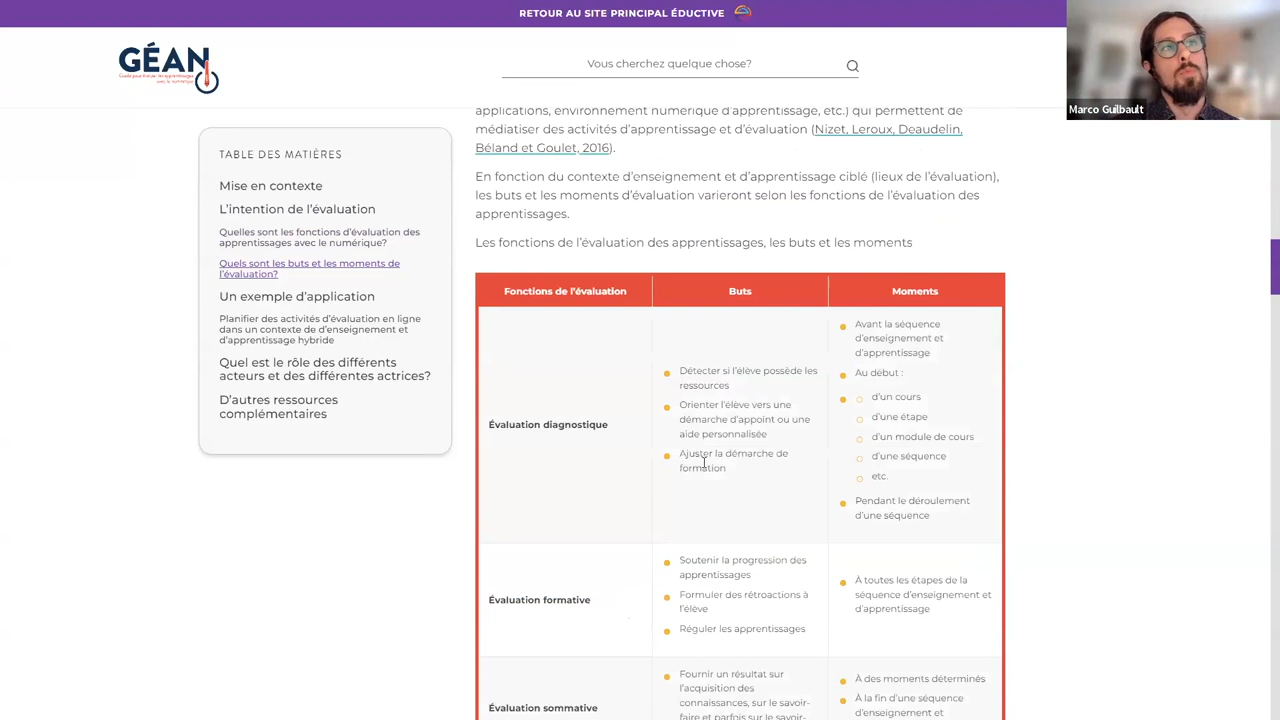 RETOUR AU SITE PRINCIPAL ÉDUCTIVE
GÉAN
Vous cherchez quelque chose?
Marco Guilbault
TABLE DES MATIÈRES
Mise en contexte
L'intention de l'évaluation
Quelles sont les fonctions d'évaluation des
apprentissages avec le numérique?
Quels sont les buts et les moments de
l'évaluation?
Un exemple d'application
Planifier des activités d'évaluation en ligne
dans un contexte de d'enseignement et
d'apprentissage hybride
Quel est le rôle des différents
acteurs et des différentes actrices?
D'autres ressources
complémentaires
applications, environnement numérique d'apprentissage, etc.) qui permettent de
médiatiser des activités d'apprentissage et d'évaluation (Nizet, Leroux, Deaudelin,
Béland et Goulet, 2016).
En fonction du contexte d'enseignement et d'apprentissage ciblé (lieux de l'évaluation),
les buts et les moments d'évaluation varieront selon les fonctions de l'évaluation des
apprentissages.
Les fonctions de l'évaluation des apprentissages, les buts et les moments
Fonctions de l'évaluation
Buts
Moments
Évaluation diagnostique
Détecter si l'élève possède les
ressources
Orienter l'élève vers une
démarche d'appoint ou une
aide personnalisée
Ajuster la démarche de
formation
Avant la séquence
d'enseignement et
d'apprentissage
Au début :
d'un cours
d'une étape
d'un module de cours
d'une séquence
etc.
Pendant le déroulement
d'une séquence
Évaluation formative
Soutenir la progression des
apprentissages
Formuler des rétroactions à
l'élève
Réguler les apprentissages
À toutes les étapes de la
séquence d'enseignement et
d'apprentissage
Évaluation sommative
Fournir un résultat sur
l'acquisition des
connaissances, sur le savoir-
faire et parfois sur le savoir-
À des moments déterminés
À la fin d'une séquence
d'enseignement et